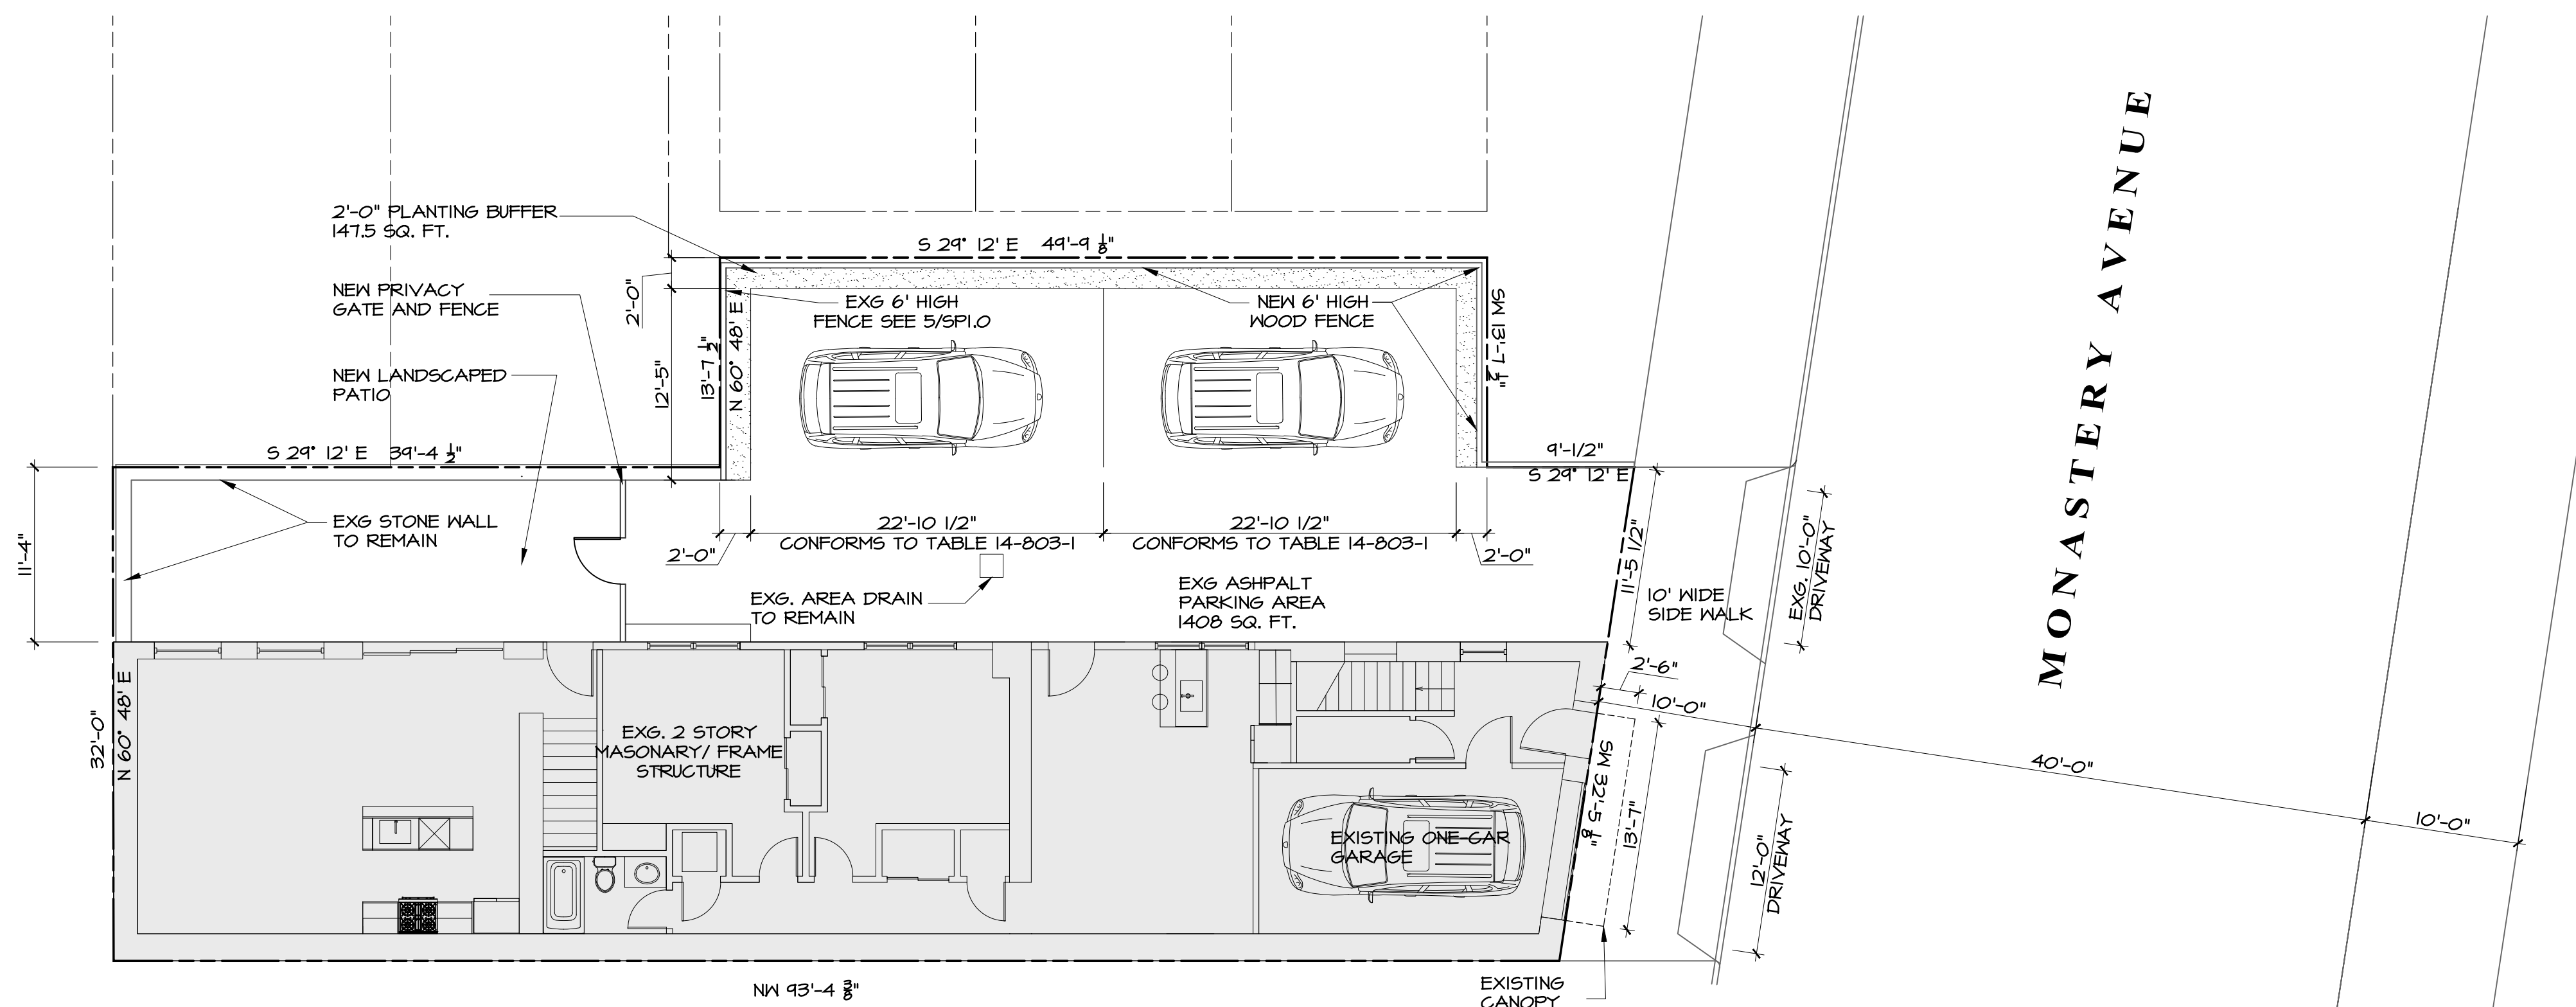 2'-0" PLANTING BUFFER
147.5 SQ. FT.
S 29° 12' E 49'-9 1/8"
NEW PRIVACY
GATE AND FENCE
2'-0"
EXG 6' HIGH
FENCE SEE 5/SP1.0
NEW 6' HIGH
WOOD FENCE
12'-5"
13'-7 1/2"
N 60° 48' E
SW 13'-7 1/2"
NEW LANDSCAPED
PATIO
S 29° 12' E 39'-4 1/2"
9'-1/2"
S 29° 12' E
11'-4"
EXG STONE WALL
TO REMAIN
22'-10 1/2"
CONFORMS TO TABLE 14-803-1
22'-10 1/2"
CONFORMS TO TABLE 14-803-1
2'-0"
2'-0"
EXG. AREA DRAIN
TO REMAIN
EXG ASHPALT
PARKING AREA
1408 SQ. FT.
11'-5 1/2"
10' WIDE
SIDE WALK
EXG. 10'-0"
DRIVEWAY
MONASTERY AVENUE
2'-6"
10'-0"
40'-0"
10'-0"
32'-0"
N 60° 48' E
EXG. 2 STORY
MASONARY/ FRAME
STRUCTURE
EXISTING ONE-CAR
GARAGE
SW 32'-5 1/8"
13'-7"
12'-0"
DRIVEWAY
NW 93'-4 3/8"
EXISTING
CANOPY